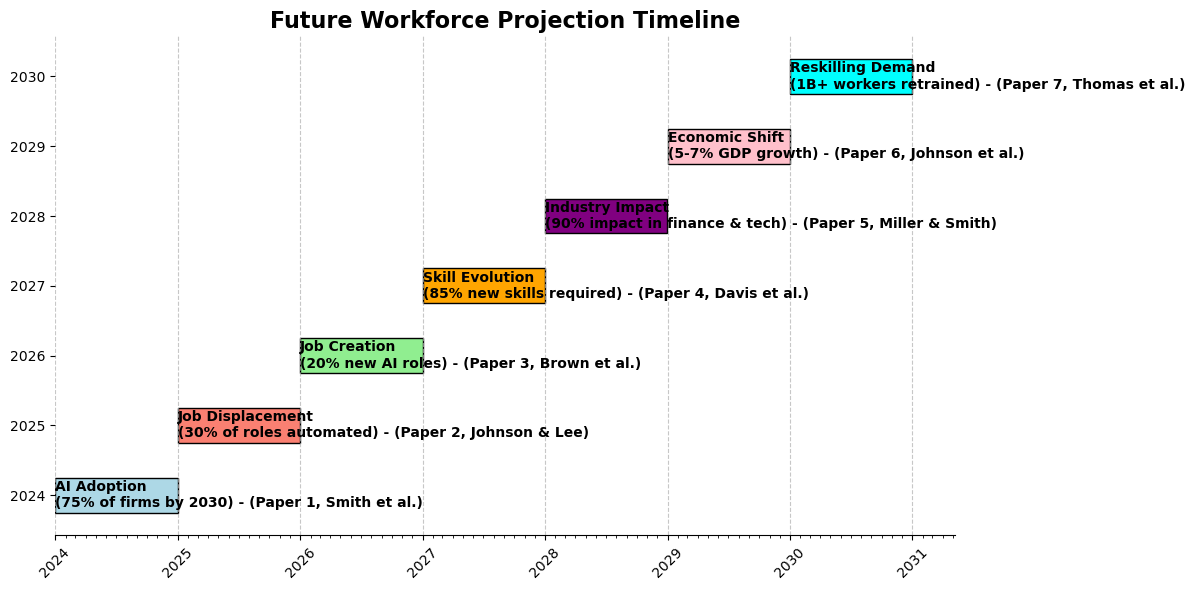 Future Workforce Projection Timeline
2030
Reskilling Demand
(1B+ workers retrained) - (Paper 7, Thomas et al.)
2029
Economic Shift
(5-7% GDP growth) - (Paper 6, Johnson et al.)
2028
Industry Impact
(90% impact in finance & tech) - (Paper 5, Miller & Smith)
2027
Skill Evolution
(85% new skills required) - (Paper 4, Davis et al.)
2026
Job Creation
(20% new AI roles) - (Paper 3, Brown et al.)
2025
Job Displacement
(30% of roles automated) - (Paper 2, Johnson & Lee)
2024
AI Adoption
(75% of firms by 2030) - (Paper 1, Smith et al.)
2024 2025 2026 2027 2028 2029 2030 2031